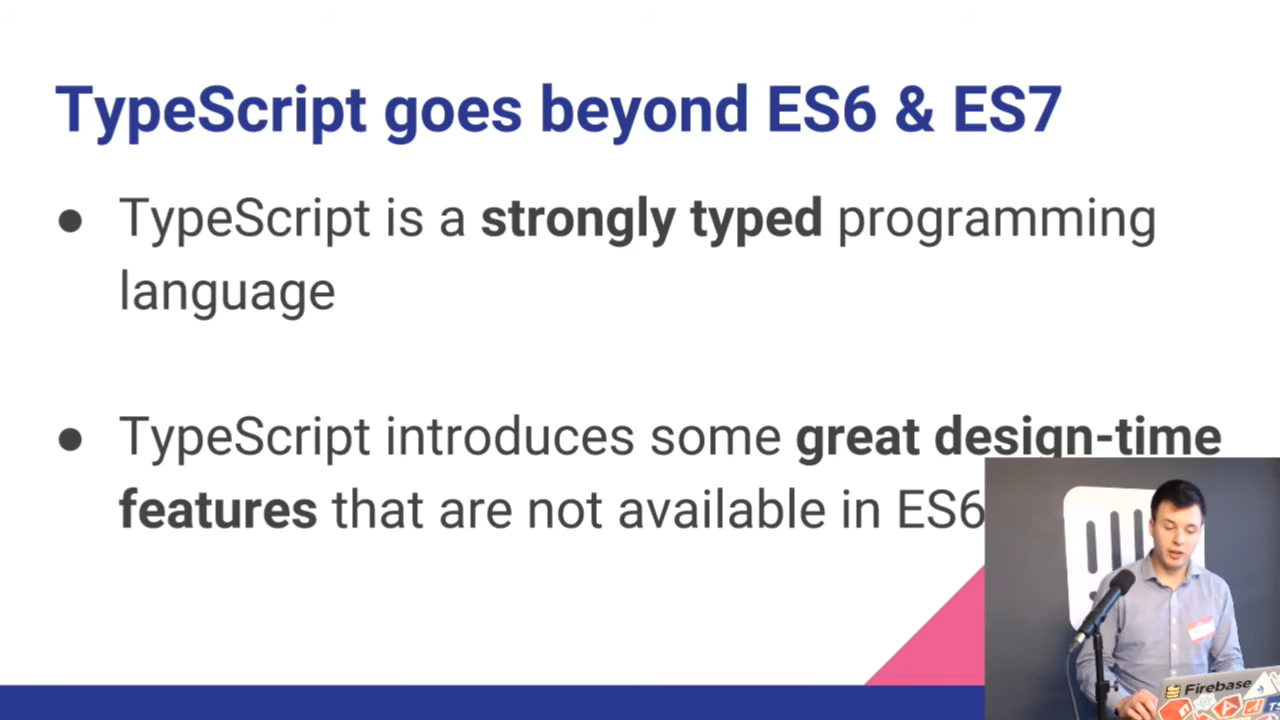 TypeScript goes beyond ES6 & ES7
● TypeScript is a strongly typed programming
language
● TypeScript introduces some great design-time
features that are not available in ES6
Firebase
TS